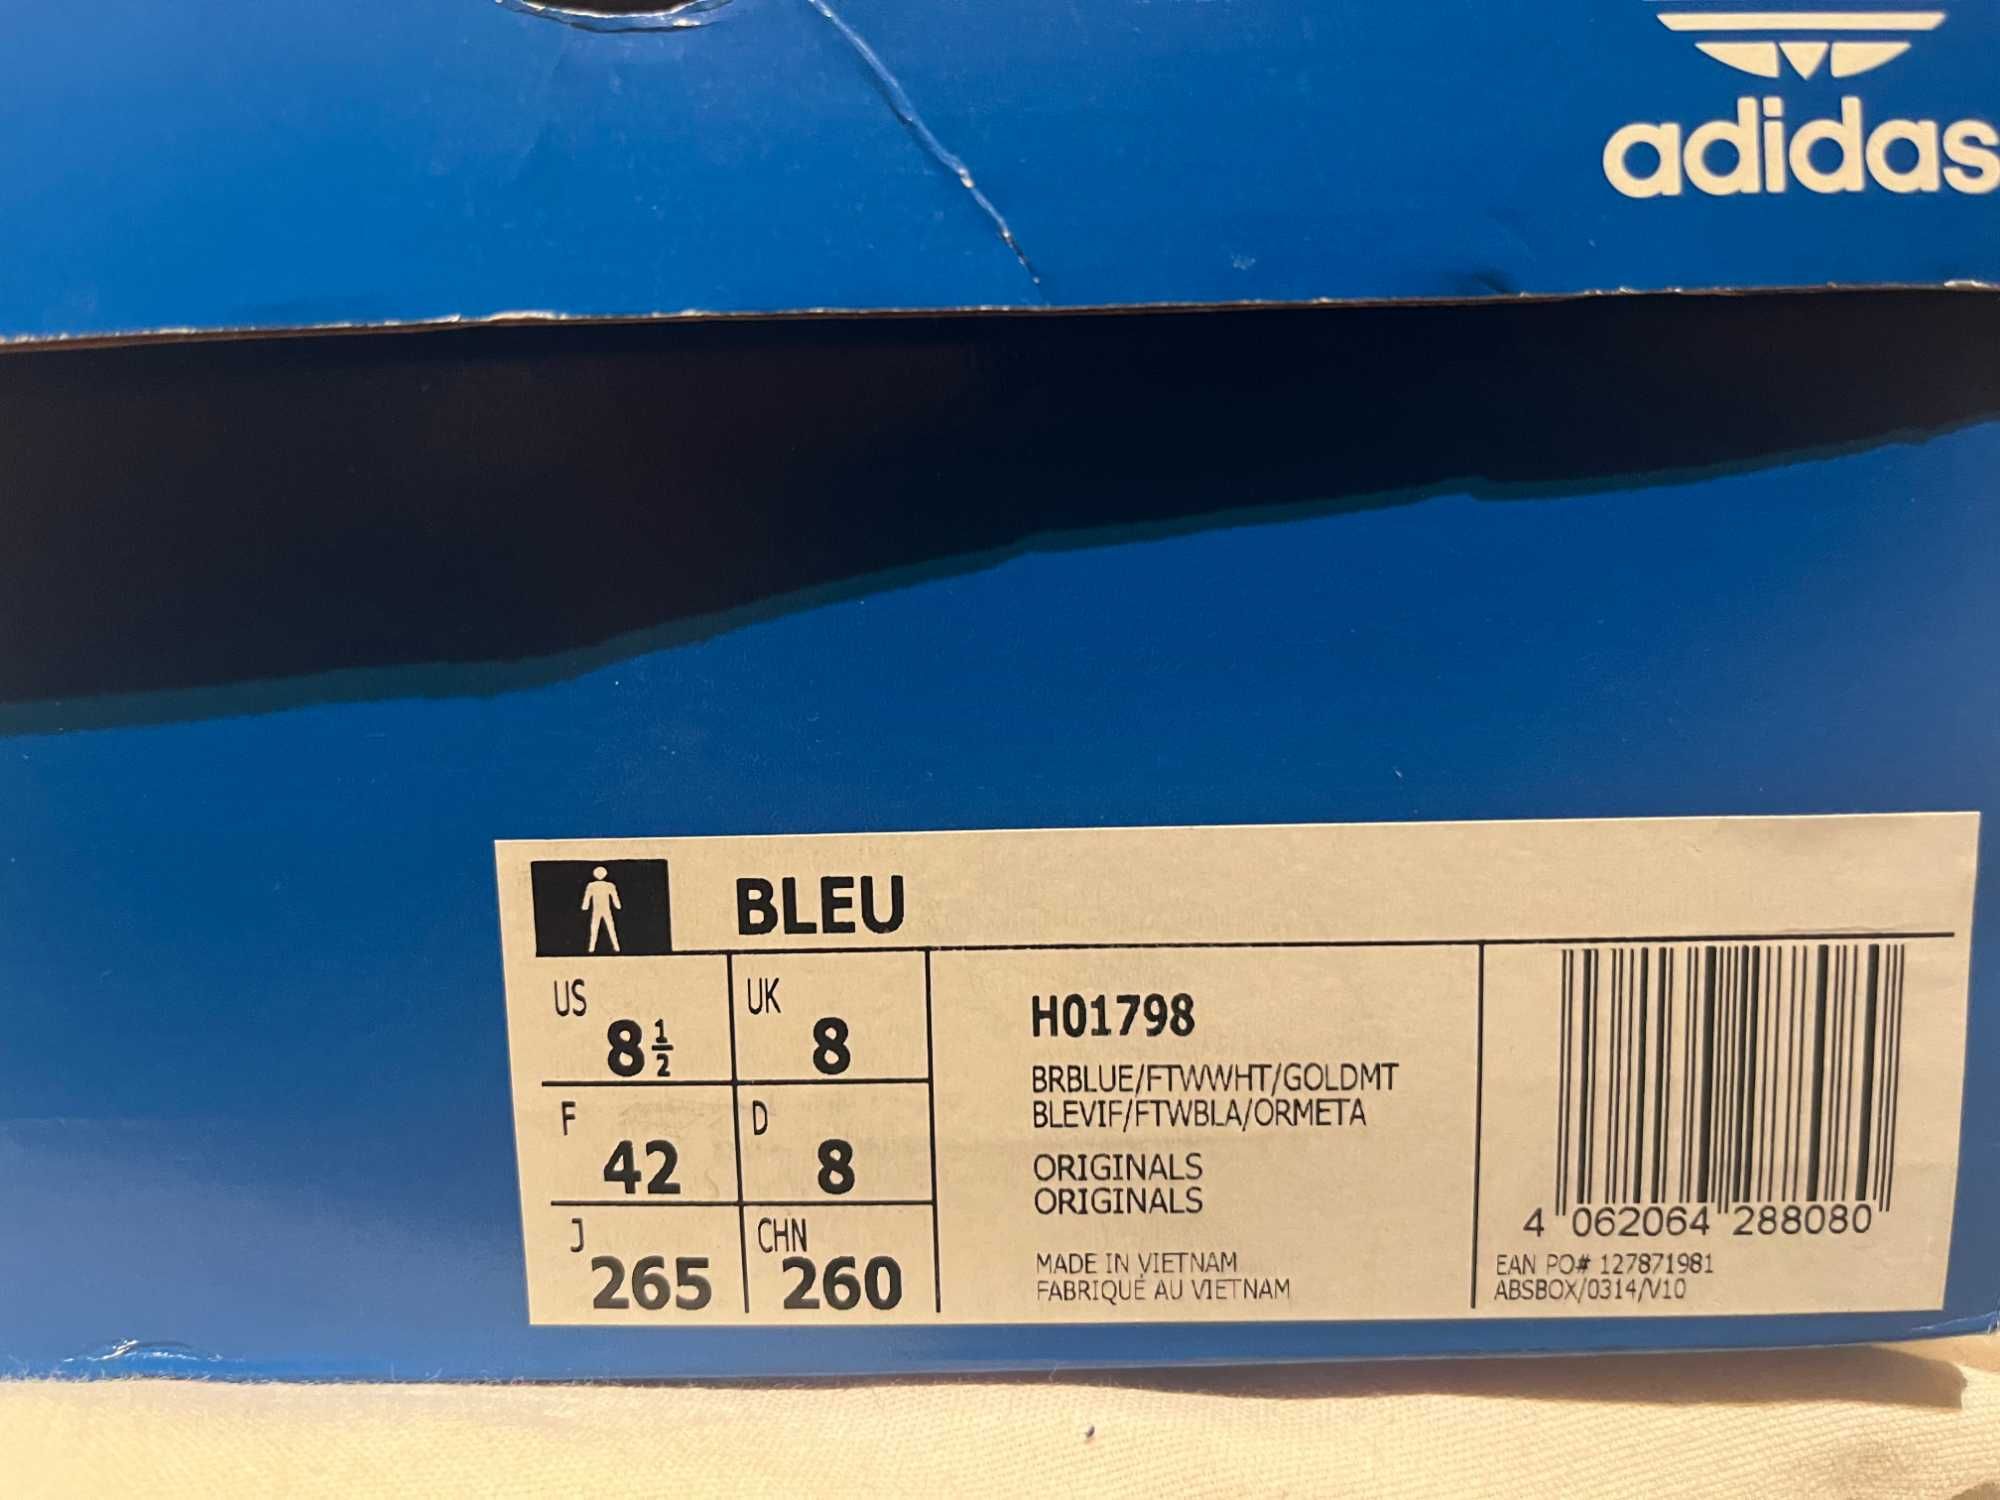 adidas
BLEU
US 8½ UK 8
F 42 D 8
J 265 CHN 260
H01798
BRBLUE/FTWWHT/GOLDMT
BLEVIF/FTWBLA/ORMETA
ORIGINALS
ORIGINALS
MADE IN VIETNAM
FABRIQUÉ AU VIETNAM
4 062064 288080
EAN PO# 127871981
ABSBOX/0314/V10